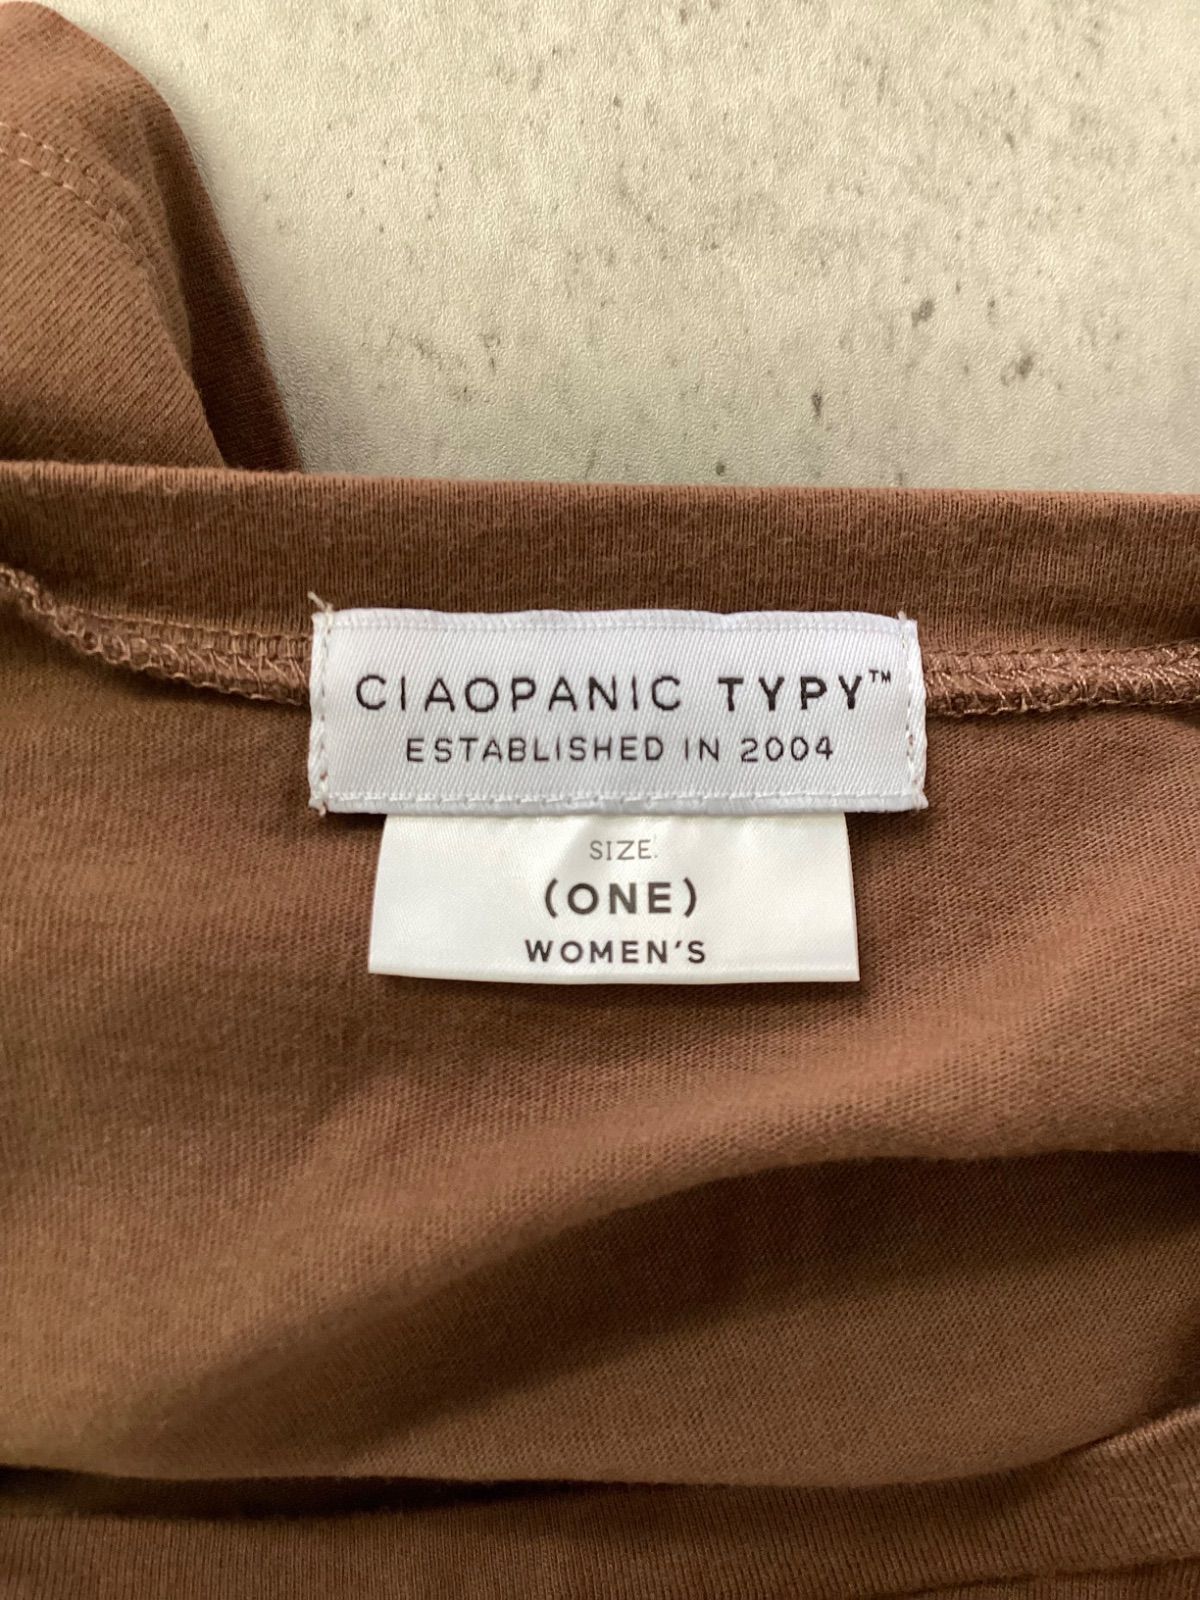 CIAOPANIC TYPY™
ESTABLISHED IN 2004
SIZE:
(ONE)
WOMEN'S